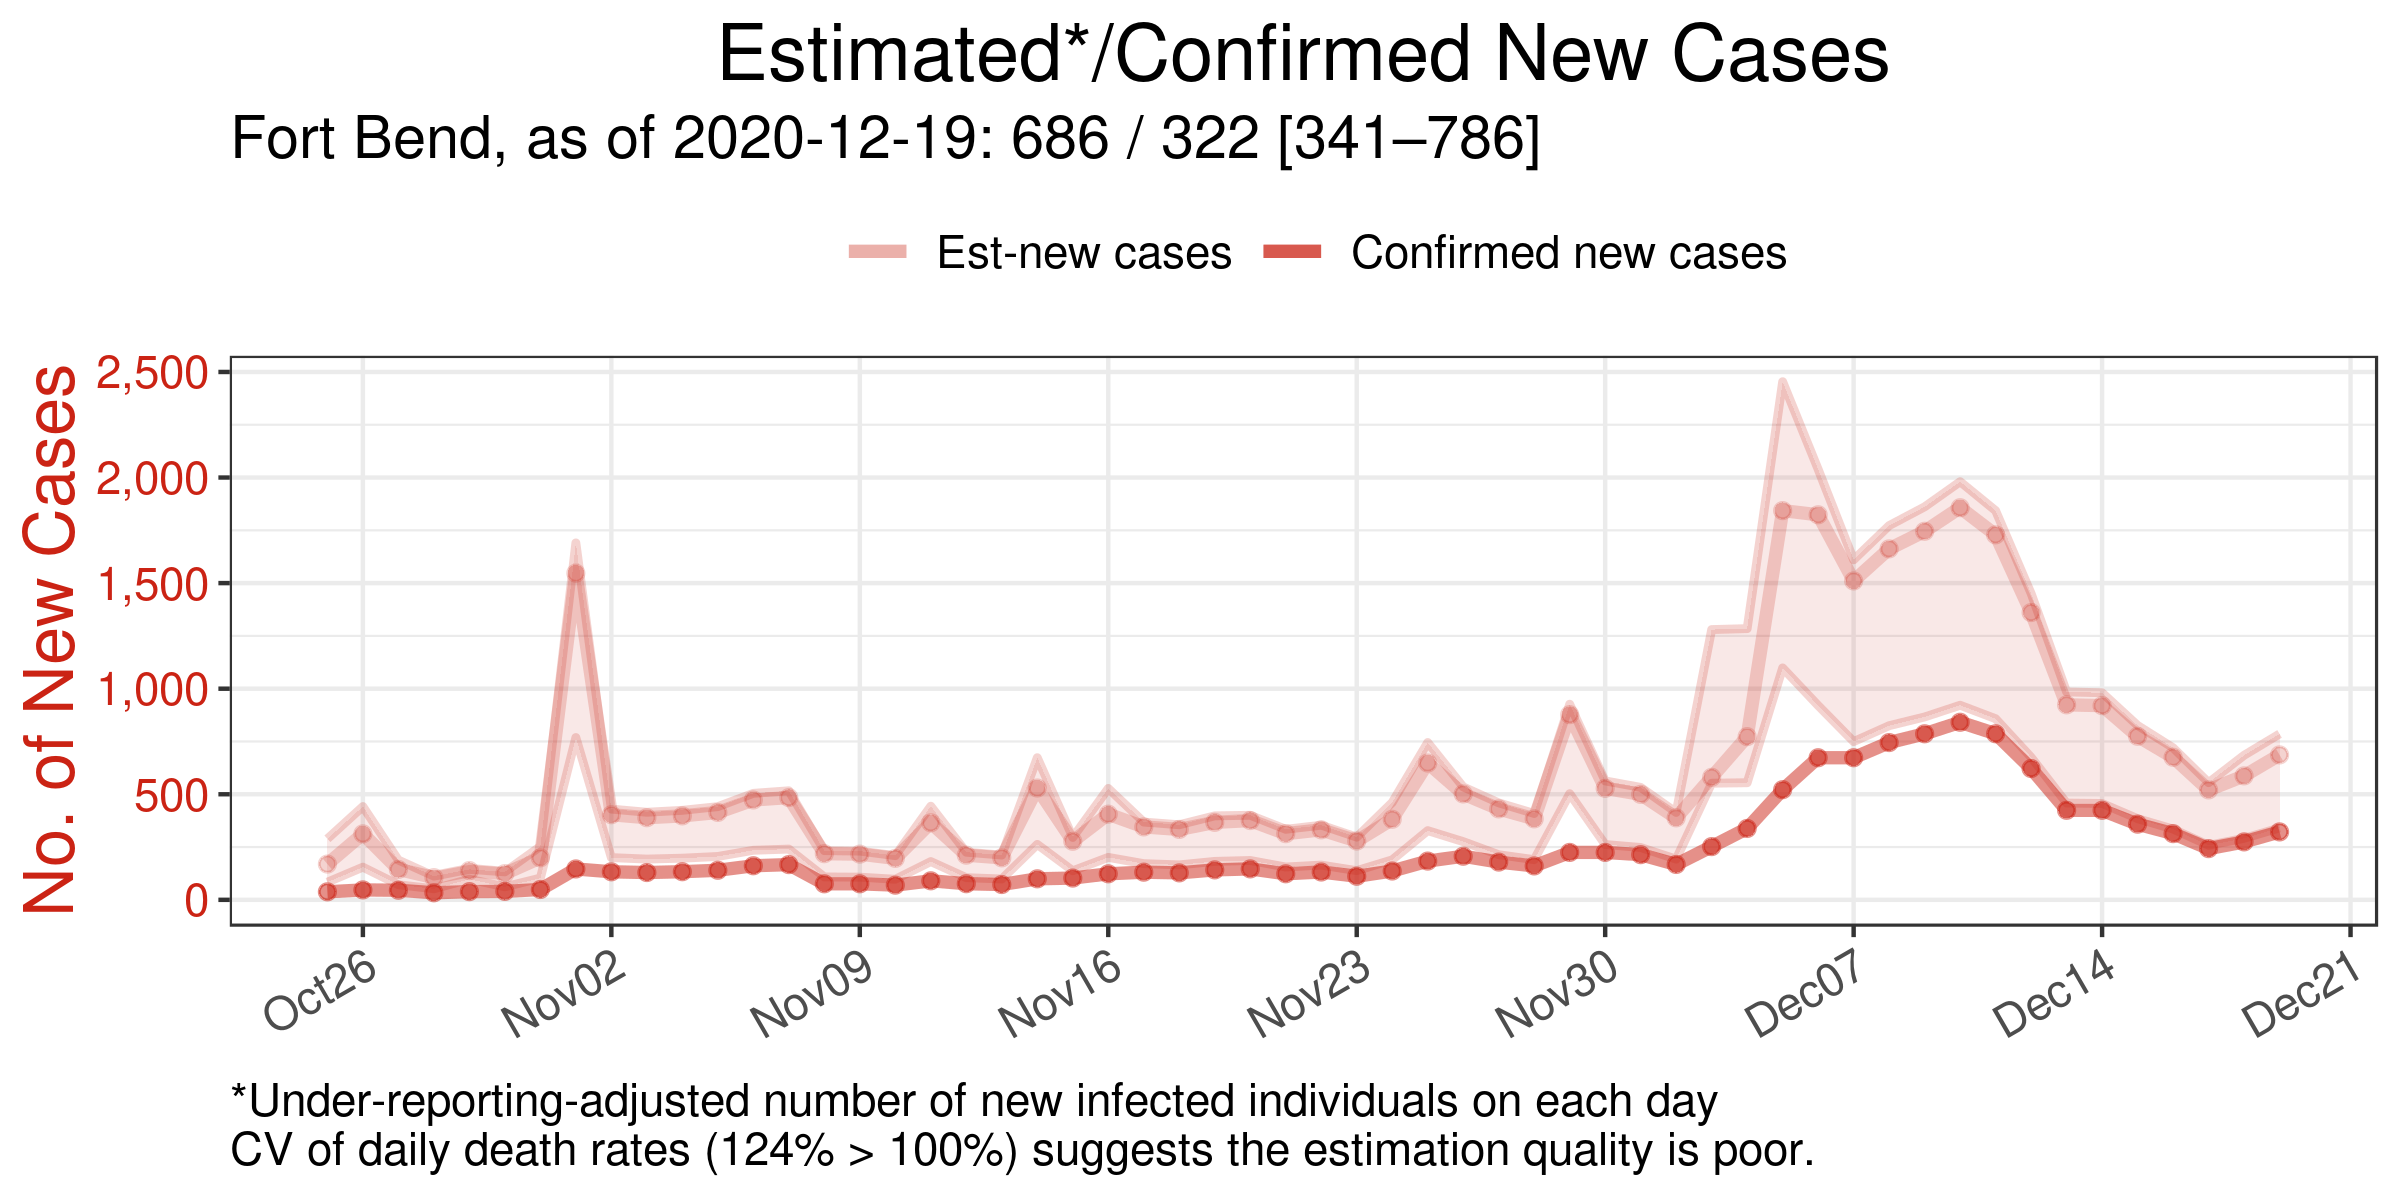 Estimated*/Confirmed New Cases
Fort Bend, as of 2020-12-19: 686 / 322 [341–786]
Est-new cases
Confirmed new cases
No. of New Cases
2,500
2,000
1,500
1,000
500
0
Oct26
Nov02
Nov09
Nov16
Nov23
Nov30
Dec07
Dec14
Dec21
*Under-reporting-adjusted number of new infected individuals on each day
CV of daily death rates (124% > 100%) suggests the estimation quality is poor.